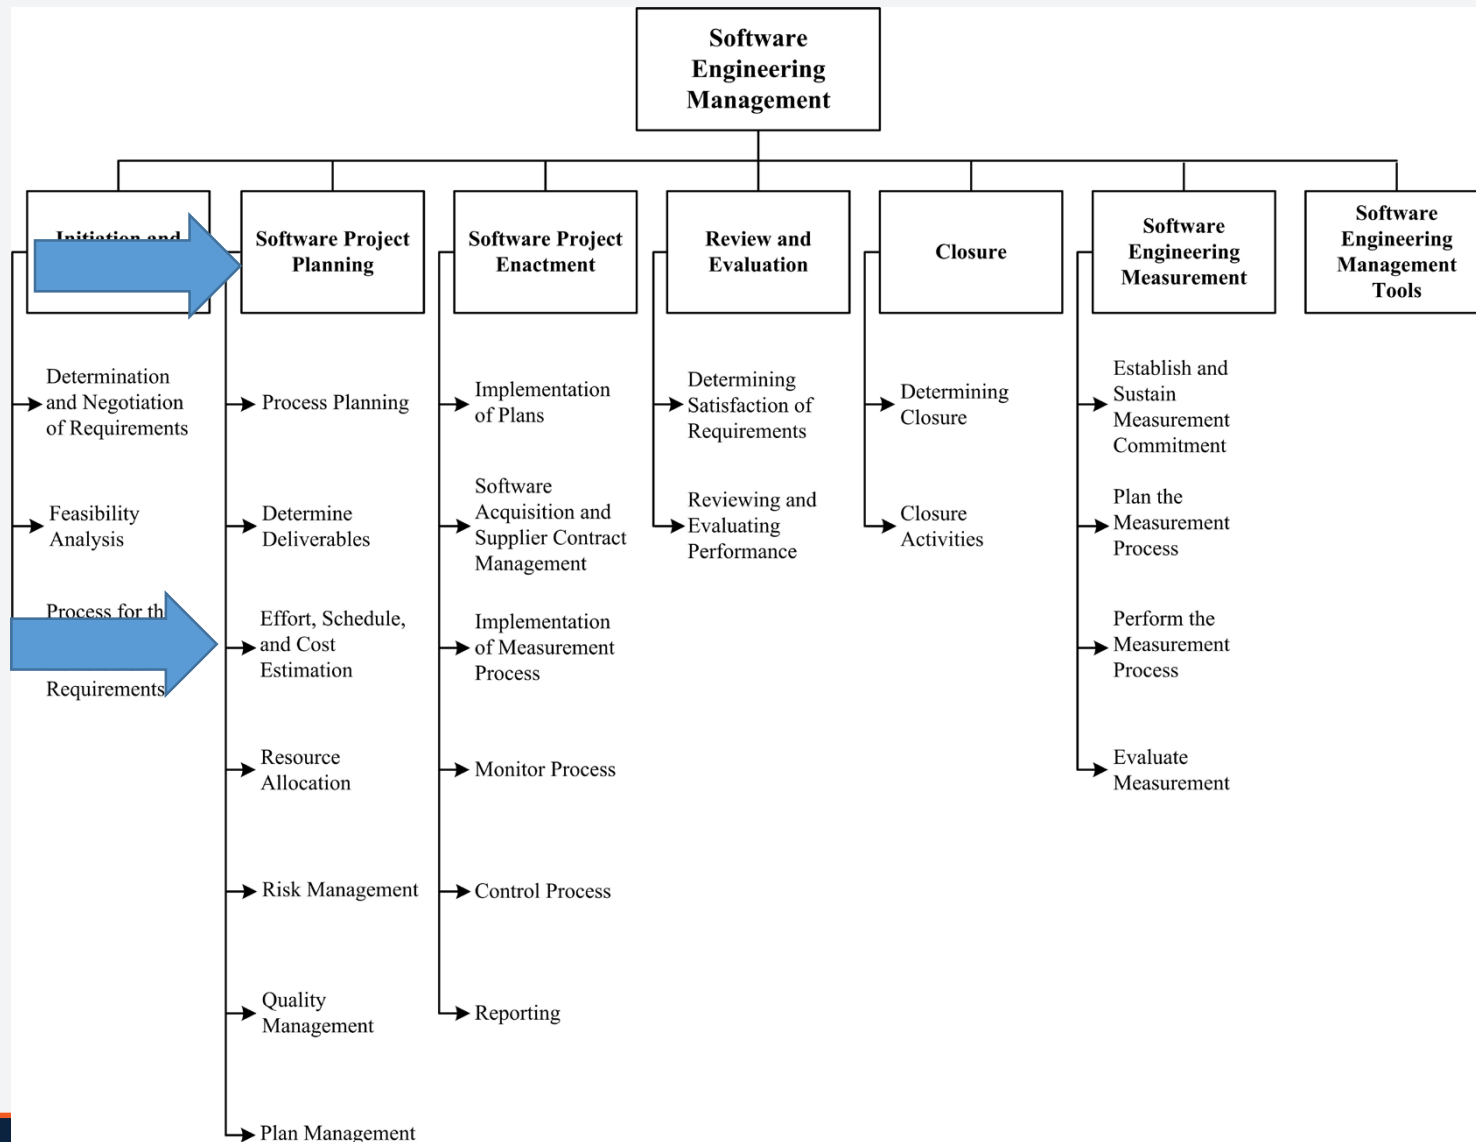 Software
Engineering
Management
Initiation and
Software Project
Planning
Software Project
Enactment
Review and
Evaluation
Closure
Software
Engineering
Measurement
Software
Engineering
Management
Tools
Determination
and Negotiation
of Requirements
Feasibility
Analysis
Process for
Requirements
Process Planning
Determine
Deliverables
Effort, Schedule,
and Cost
Estimation
Resource
Allocation
Risk Management
Quality
Management
Plan Management
Implementation
of Plans
Software
Acquisition and
Supplier Contract
Management
Implementation
of Measurement
Process
Monitor Process
Control Process
Reporting
Determining
Satisfaction of
Requirements
Reviewing and
Evaluating
Performance
Determining
Closure
Closure
Activities
Establish and
Sustain
Measurement
Commitment
Plan the
Measurement
Process
Perform the
Measurement
Process
Evaluate
Measurement